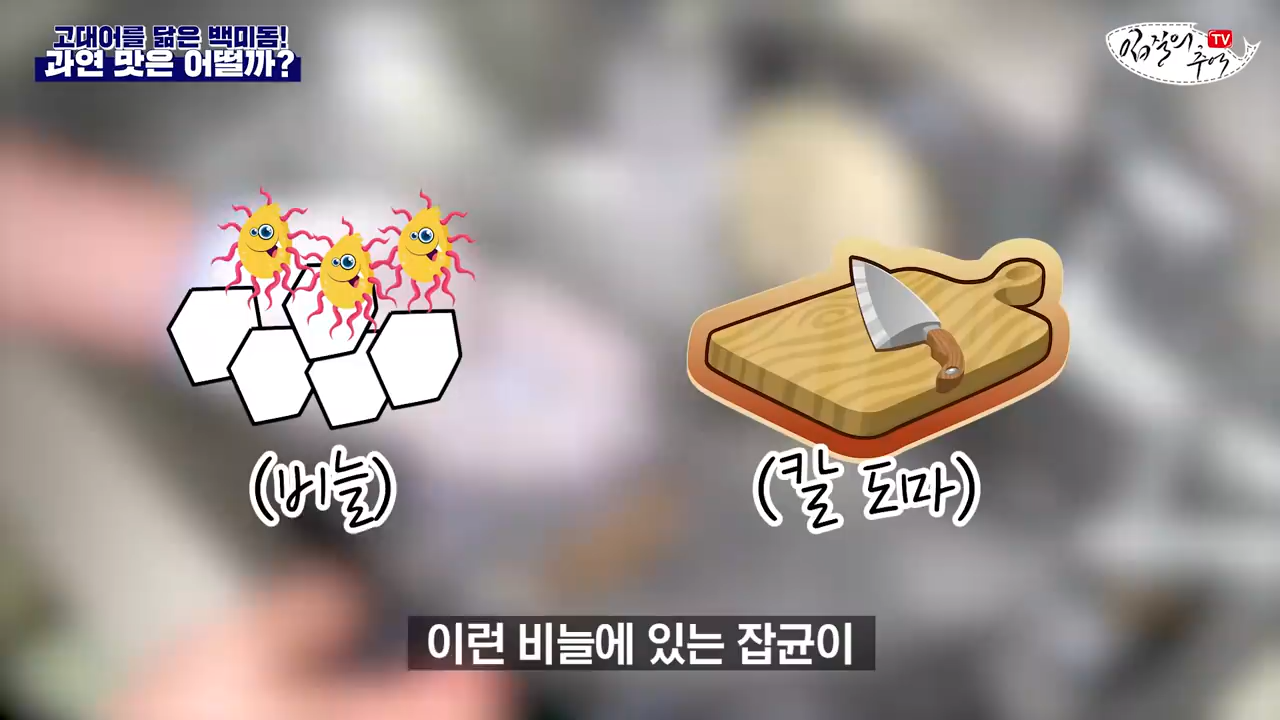 고대어를 닮은 백미돔!
과연 맛은 어떨까?
입질의 추억 TV
(비늘)
(칼 도마)
이런 비늘에 있는 잡균이